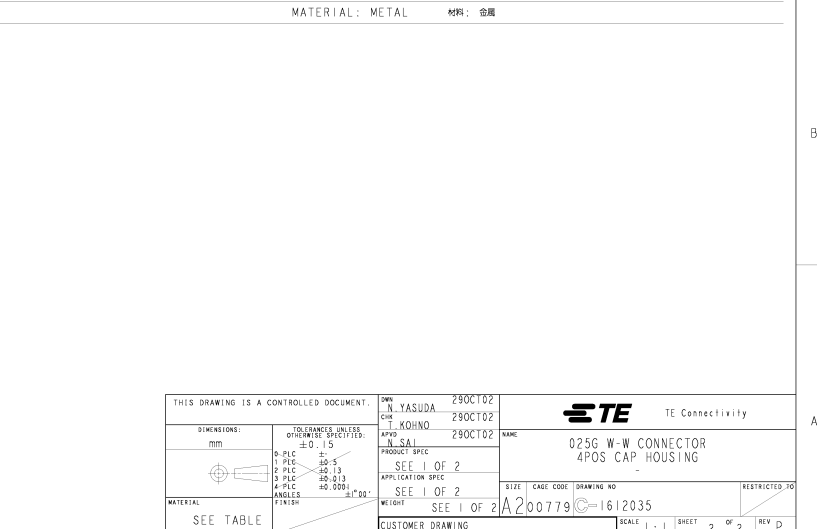 MATERIAL: METAL 材料: 金属
B
A
THIS DRAWING IS A CONTROLLED DOCUMENT.
DWN 29OCT02
N.YASUDA
CHK 29OCT02
T.KOHNO
APVD 29OCT02
N.SAI
TE TE Connectivity
DIMENSIONS:
mm
TOLERANCES UNLESS
OTHERWISE SPECIFIED:
±0.15
0 PLC ±-
1 PLC ±0.5
2 PLC ±0.13
3 PLC ±0.013
4 PLC ±0.0001
ANGLES ±1°00'
PRODUCT SPEC
SEE 1 OF 2
APPLICATION SPEC
SEE 1 OF 2
WEIGHT SEE 1 OF 2
NAME
025G W-W CONNECTOR
4POS CAP HOUSING
-
SIZE CAGE CODE DRAWING NO RESTRICTED TO
A2 00779 C-1612035
MATERIAL
SEE TABLE
FINISH
CUSTOMER DRAWING
SCALE 1:1 SHEET 2 OF 2 REV D